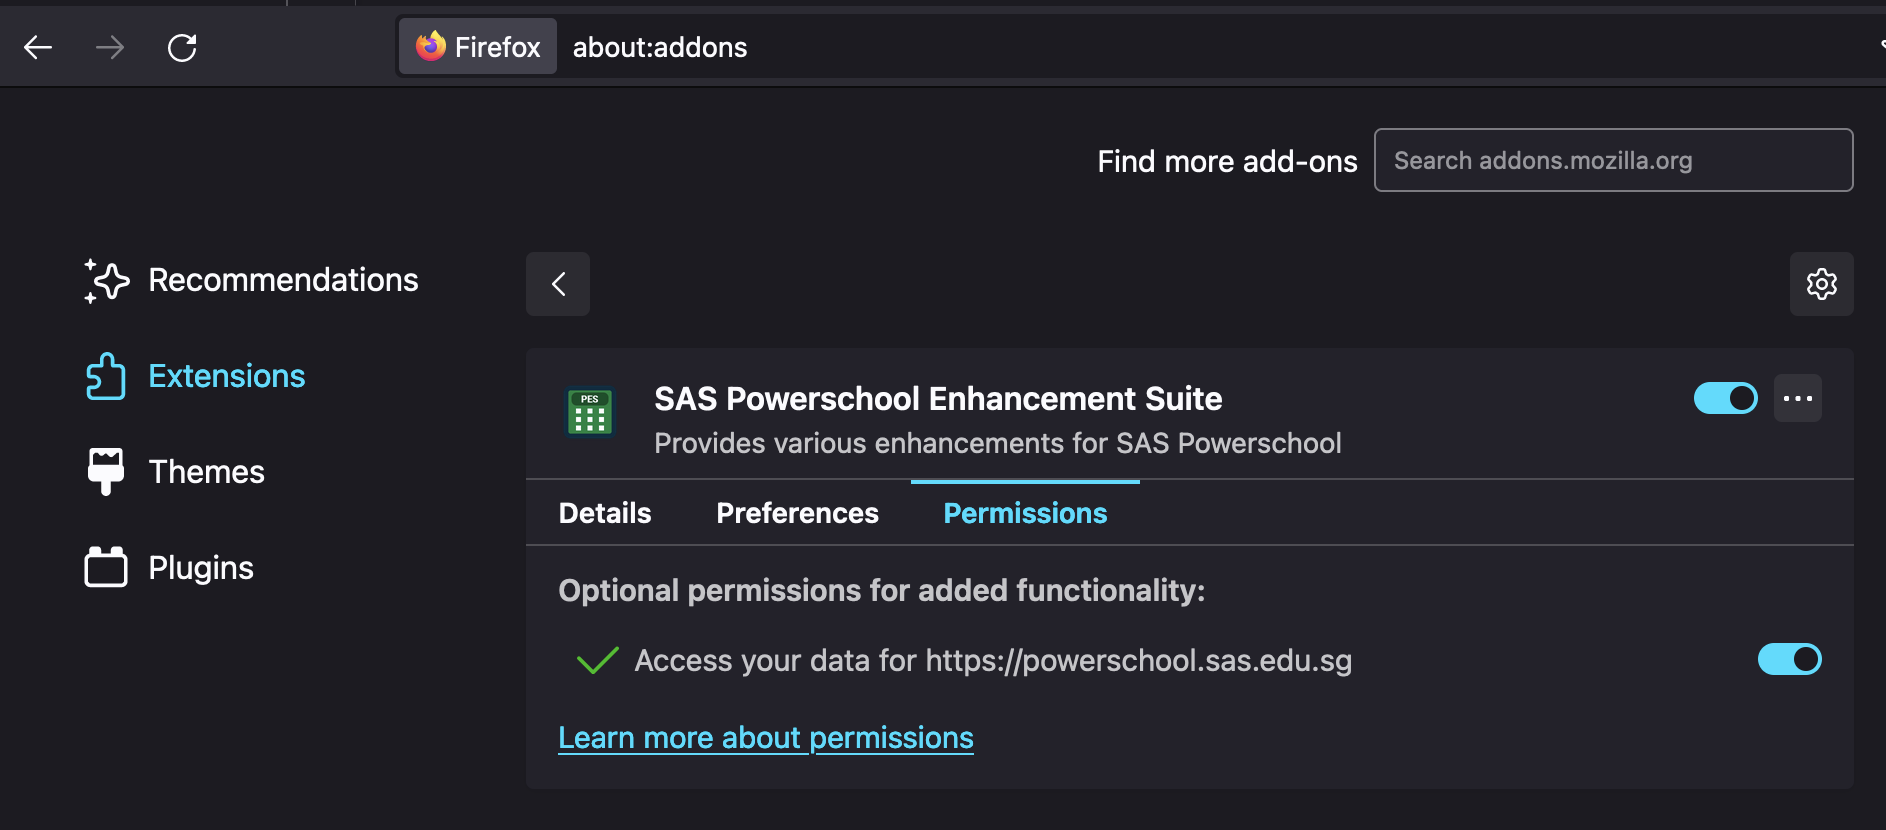 Firefox about:addons
Find more add-ons Search addons.mozilla.org
Recommendations
Extensions
Themes
Plugins
PES
SAS Powerschool Enhancement Suite
Provides various enhancements for SAS Powerschool
Details Preferences Permissions
Optional permissions for added functionality:
Access your data for https://powerschool.sas.edu.sg
Learn more about permissions